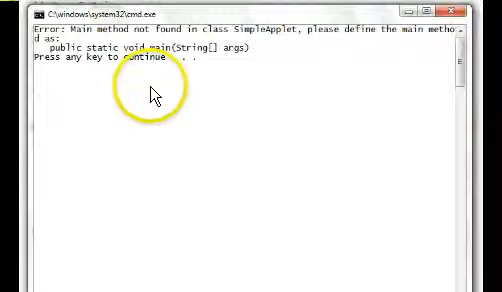 C:\windows\system32\cmd.exe
Error: Main method not found in class SimpleApplet, please define the main metho
d as:
public static void main(String[] args)
Press any key to continue . . .